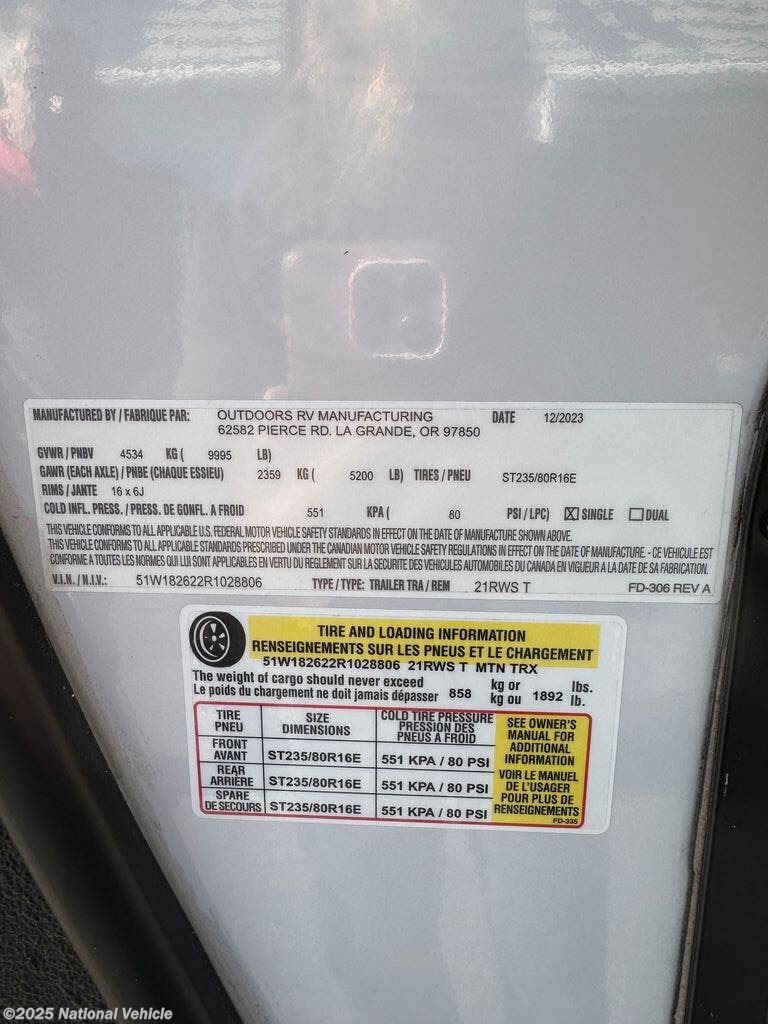 MANUFACTURED BY / FABRIQUE PAR: OUTDOORS RV MANUFACTURING DATE 12/2023
62582 PIERCE RD. LA GRANDE, OR 97850
GVWR / PNBV 4534 KG ( 9995 LB)
GAWR (EACH AXLE) / PNBE (CHAQUE ESSIEU) 2359 KG ( 5200 LB) TIRES / PNEU ST235/80R16E
RIMS / JANTE 16 x 6J
COLD INFL. PRESS. / PRESS. DE GONFL. A FROID 551 KPA ( 80 PSI / LPC) ☒ SINGLE ☐ DUAL
THIS VEHICLE CONFORMS TO ALL APPLICABLE U.S. FEDERAL MOTOR VEHICLE SAFETY STANDARDS IN EFFECT ON THE DATE OF MANUFACTURE SHOWN ABOVE.
THIS VEHICLE CONFORMS TO ALL APPLICABLE STANDARDS PRESCRIBED UNDER THE CANADIAN MOTOR VEHICLE SAFETY REGULATIONS IN EFFECT ON THE DATE OF MANUFACTURE. - CE VEHICULE EST
CONFORME A TOUTES LES NORMES QUI LUI SONT APPLICABLES EN VERTU DU REGLEMENT SUR LA SECURITE DES VEHICULES AUTOMOBILES DU CANADA EN VIGUEUR A LA DATE DE SA FABRICATION.
V.I.N. / N.I.V.: 51W182622R1028806 TYPE / TYPE: TRAILER TRA / REM 21RWS T FD-306 REV A
TIRE AND LOADING INFORMATION
RENSEIGNEMENTS SUR LES PNEUS ET LE CHARGEMENT
51W182622R1028806 21RWS T MTN TRX
The weight of cargo should never exceed kg or lbs.
Le poids du chargement ne doit jamais dépasser 858 kg ou 1892 lb.
TIRE
PNEU
SIZE
DIMENSIONS
COLD TIRE PRESSURE
PRESSION DES
PNEUS A FROID
FRONT
AVANT
ST235/80R16E 551 KPA / 80 PSI
REAR
ARRIÈRE
ST235/80R16E 551 KPA / 80 PSI
SPARE
DE SECOURS
ST235/80R16E 551 KPA / 80 PSI
SEE OWNER'S
MANUAL FOR
ADDITIONAL
INFORMATION
VOIR LE MANUEL
DE L'USAGER
POUR PLUS DE
RENSEIGNEMENTS
FD-335
©2025 National Vehicle